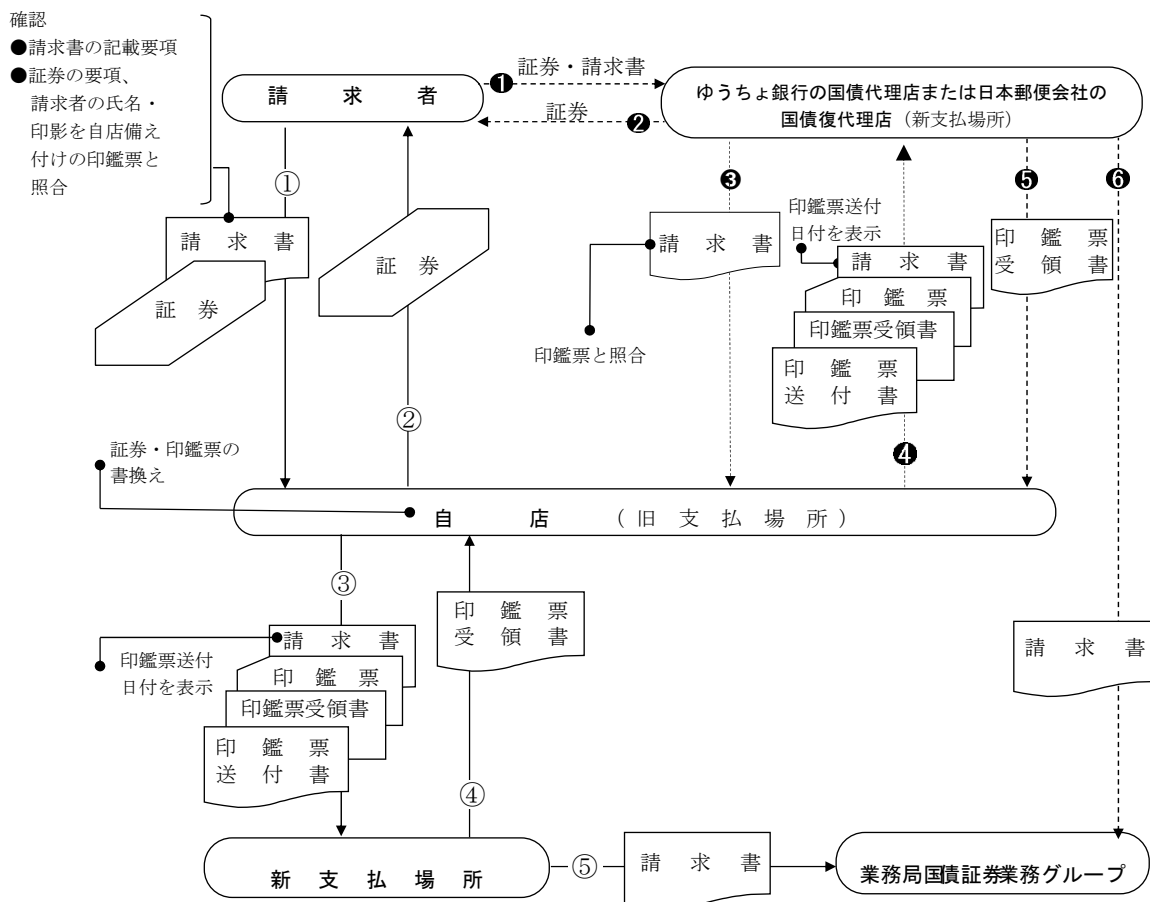 確認
●請求書の記載要項
●証券の要項、
請求者の氏名・
印影を自店備え
付けの印鑑票と
照合
請求者
❶
証券・請求書
証券
❷
ゆうちょ銀行の国債代理店または日本郵便会社の
国債復代理店（新支払場所）
①
請求書
証券
証券
②
❸
請求書
印鑑票と照合
印鑑票送付
日付を表示
請求書
印鑑票
印鑑票受領書
印鑑票
送付書
❹
❺
印鑑票
受領書
❻
証券・印鑑票の
書換え
自店（旧支払場所）
③
印鑑票送付
日付を表示
請求書
印鑑票
印鑑票受領書
印鑑票
送付書
印鑑票
受領書
④
請求書
新支払場所
⑤
請求書
業務局国債証券業務グループ